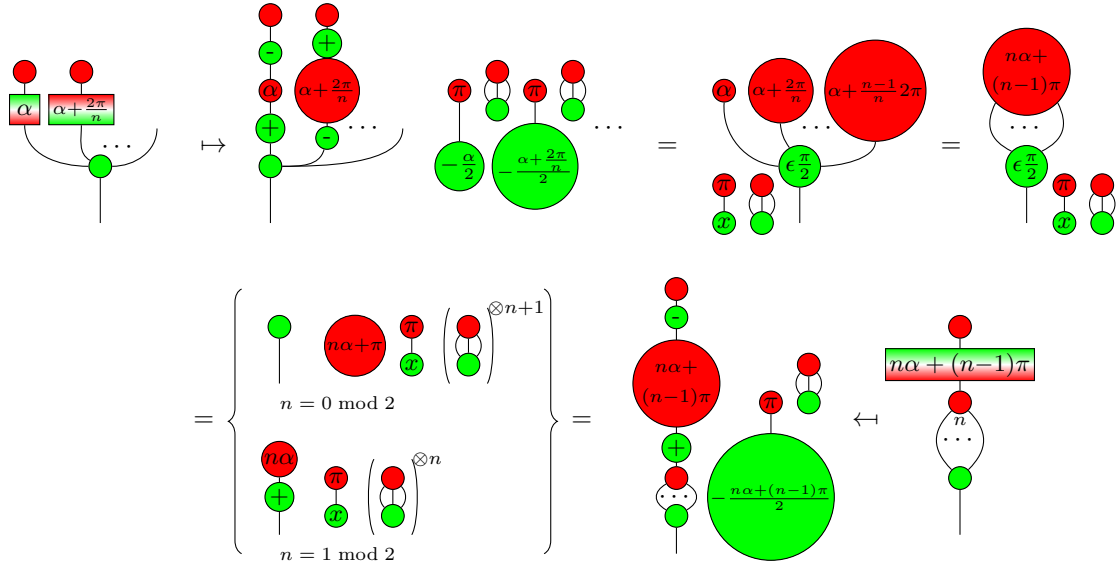 α α+2π/n ··· ↦ - α + + α+2π/n - ··· π -α/2 π -(α+2π/n)/2 ··· = α α+2π/n α+(n-1)/n 2π ··· ϵπ/2 π x = nα+(n-1)π ··· ϵπ/2 π x
= { nα+π π x ( )⊗n+1
n = 0 mod 2
nα + π x ( )⊗n
n = 1 mod 2 } = - nα+(n-1)π + ··· π -(nα+(n-1)π)/2 ↤ nα + (n-1)π n ···